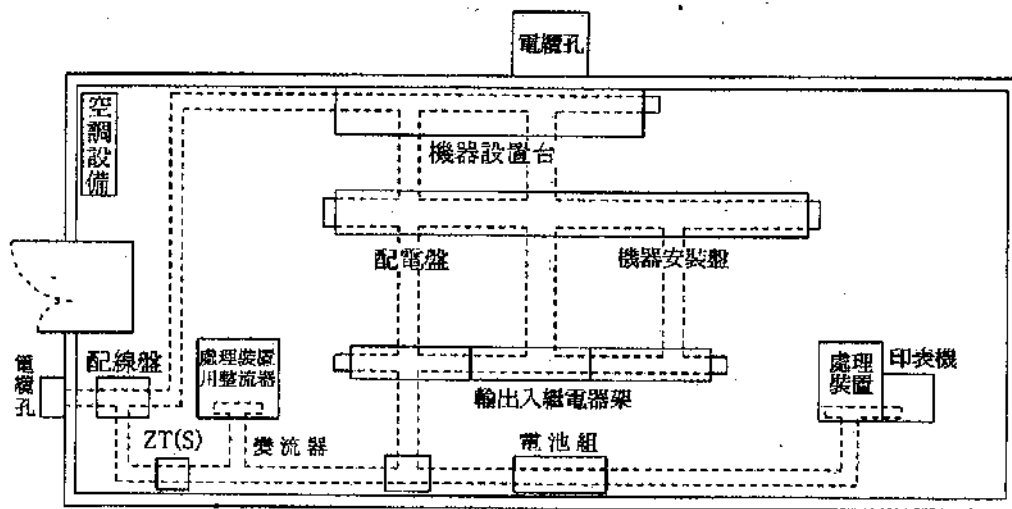 電纜孔
空調設備
機器設置台
配電盤
機器安裝盤
電纜孔
配線盤
處理裝置
用整流器
處理
裝置
印表機
輸出入繼電器架
ZT(S)
變流器
電池組